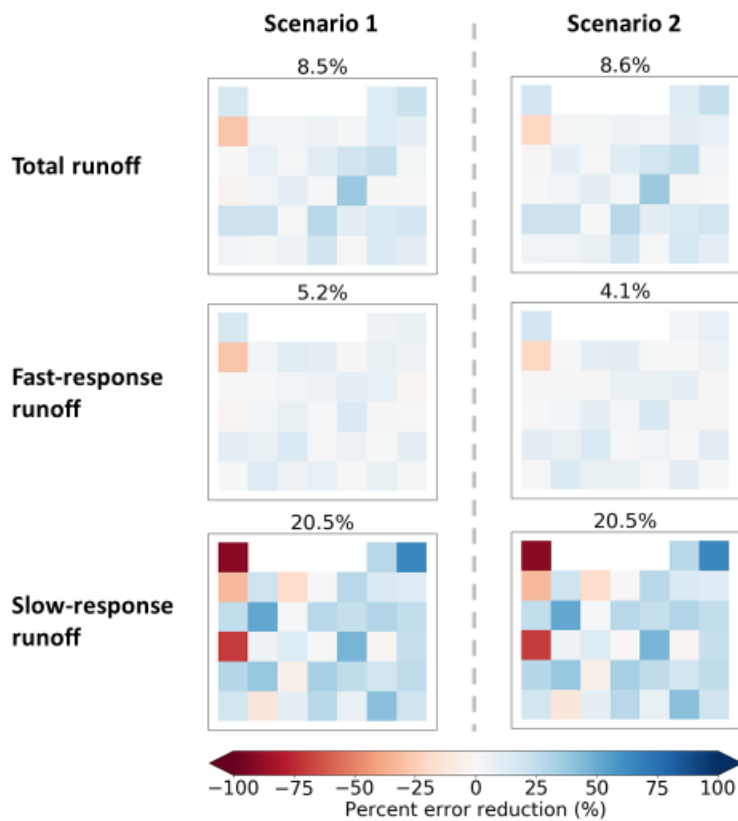 Scenario 1
Scenario 2
8.5%
8.6%
Total runoff
5.2%
4.1%
Fast-response
runoff
20.5%
20.5%
Slow-response
runoff
−100 −75 −50 −25 0 25 50 75 100
Percent error reduction (%)